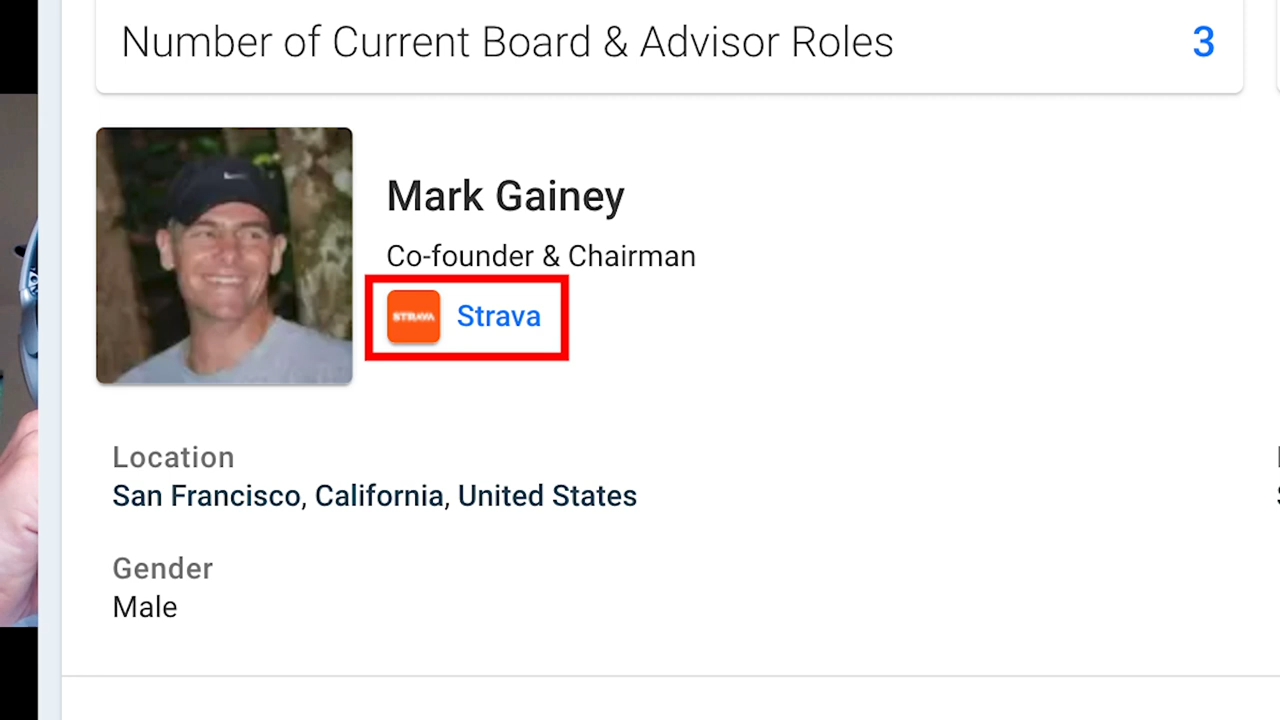 Number of Current Board & Advisor Roles 3
Mark Gainey
Co-founder & Chairman
STRAVA Strava
Location
San Francisco, California, United States
Gender
Male